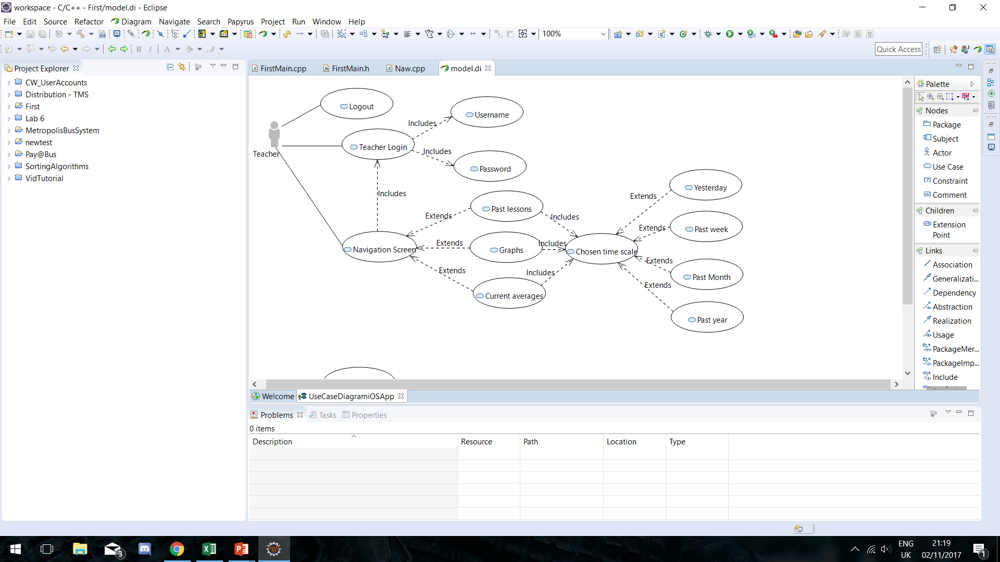 workspace - C/C++ - First/model.di - Eclipse
File Edit Source Refactor Diagram Navigate Search Papyrus Project Run Window Help
100%
Quick Access
Project Explorer
CW_UserAccounts
Distribution - TMS
First
Lab 6
MetropolisBusSystem
newtest
Pay@Bus
SortingAlgorithms
VidTutorial
FirstMain.cpp FirstMain.h Naw.cpp model.di
Logout
Username
Includes
Teacher Login
Teacher
Includes
Password
Includes
Past lessons
Extends
Includes
Navigation Screen
Extends
Graphs
Includes
Chosen time scale
Extends
Current averages
Includes
Yesterday
Extends
Past week
Extends
Past Month
Extends
Past year
Extends
Palette
Nodes
Package
Subject
Actor
Use Case
Constraint
Comment
Children
Extension
Point
Links
Association
Generalizati...
Dependency
Abstraction
Realization
Usage
PackageMer...
PackageImp...
Include
Welcome UseCaseDiagramiOSApp
Problems Tasks Properties
0 items
Description Resource Path Location Type
3
ENG
UK
21:19
02/11/2017
1